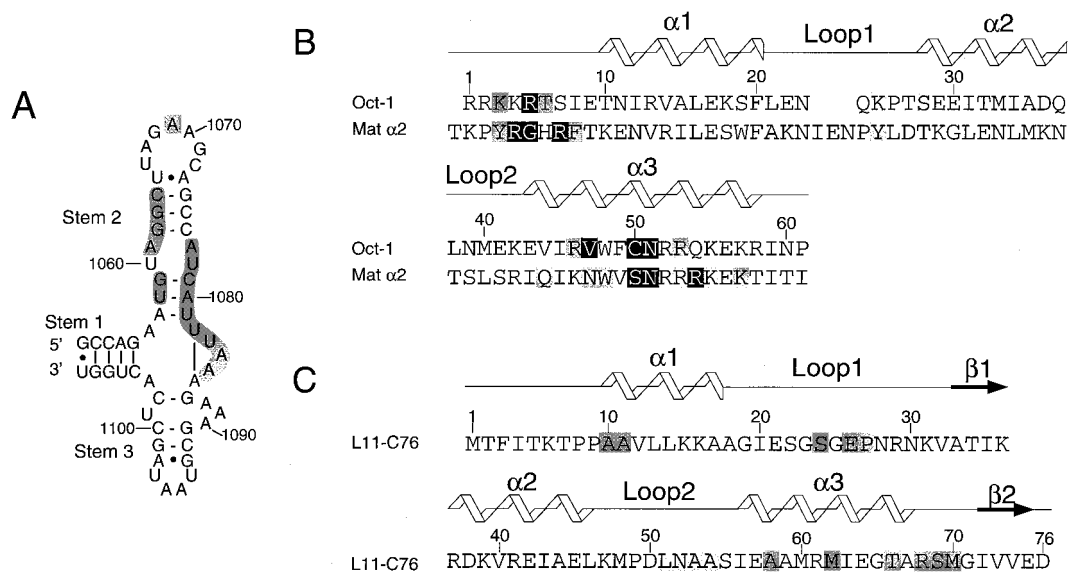 A
G A A 1070
A G
U C
U • A
C - G
G - C
G - C
Stem 2
A A
1060 U U
G - C
U - A 1080
A - U
Stem 1
A U U
5' GCCAG A
• A
3' UGGUC A A
A G A
C A 1090
U C - G
1100 C G
G - C
Stem 3
A • G
U U
A A
B
α1
Loop1
α2
1 10 20 30
Oct-1 RRKKRTSIETNIRVALEKSFLEN QKPTSEEITMIADQ
Mat α2 TKPYRGHRFTKENVRILESWFAKNIENPYLDTKGLENLMKN
Loop2
α3
40 50 60
Oct-1 LNMEKEVIRVWFCNRRQKEKRINP
Mat α2 TSLSRIQIKNWVSNRRRKEKTITI
C
α1
Loop1
β1
1 10 20 30
L11-C76 MTFITKTPPAAVLLKKAAGIESGSGEPNRNKVATIK
α2
Loop2
α3
β2
40 50 60 70 76
L11-C76 RDKVREIAELKMPDLNAASIEAAMRMIEGTARSMGIVVED